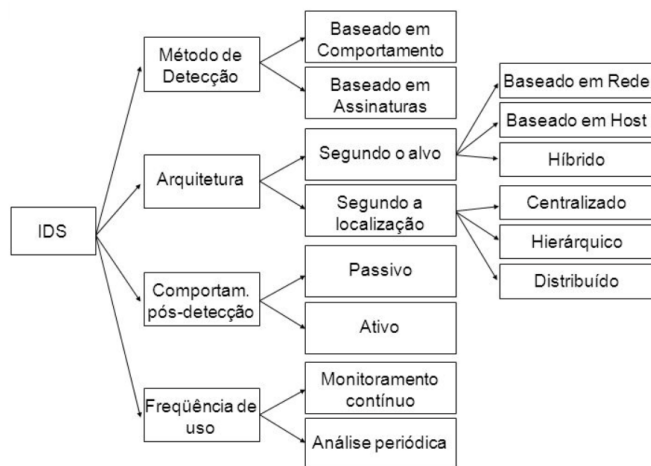 IDS
Método de
Detecção
Baseado em
Comportamento
Baseado em
Assinaturas
Arquitetura
Segundo o alvo
Baseado em Rede
Baseado em Host
Híbrido
Segundo a
localização
Centralizado
Hierárquico
Distribuído
Comportam.
pós-detecção
Passivo
Ativo
Freqüência de
uso
Monitoramento
contínuo
Análise periódica